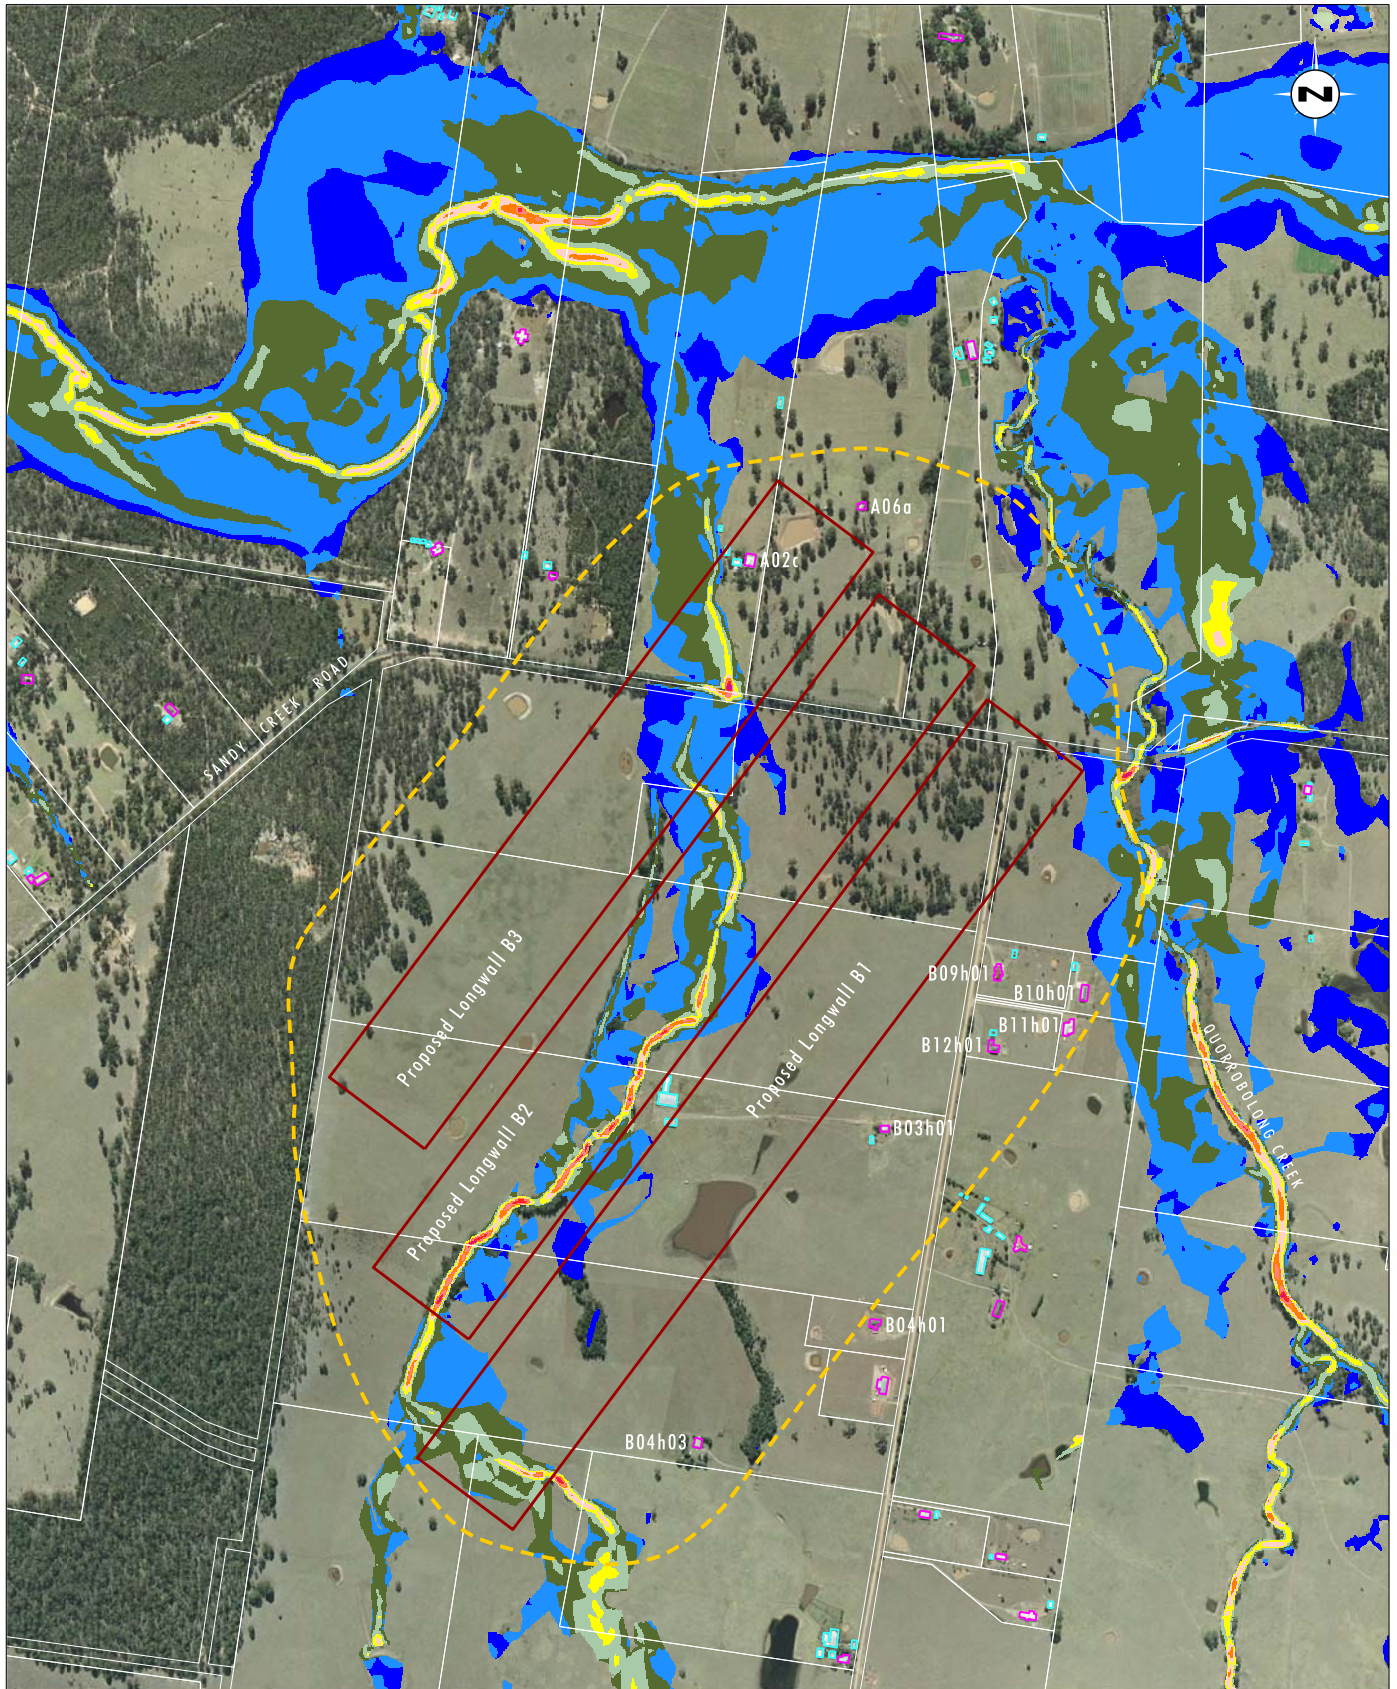 N
A06a
A02c
SANDY CREEK ROAD
Proposed Longwall B3
Proposed Longwall B1
B09h01
B10h01
B11h01
B12h01
QUORROBOLONG CREEK
Proposed Longwall B2
B03h01
B04h01
B04h03